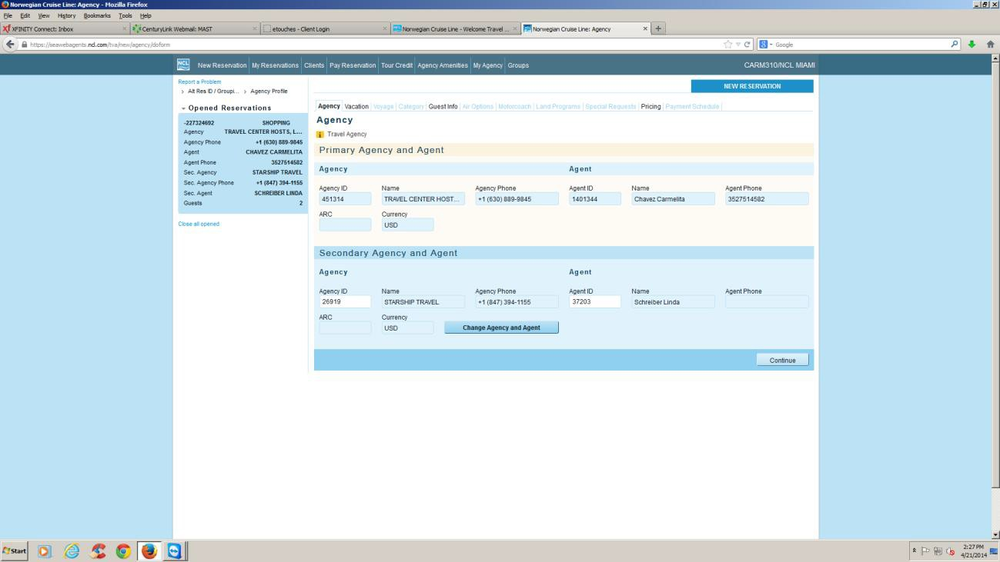 Norwegian Cruise Line: Agency - Mozilla Firefox
File Edit View History Bookmarks Tools Help
XFINITY Connect: Inbox × CenturyLink Webmail: MAST × etouches - Client Login × Norwegian Cruise Line - Welcome Travel ... × Norwegian Cruise Line: Agency × +
https://seawebagents.ncl.com/tva/new/agency/doform Google
NCL New Reservation My Reservations Clients Pay Reservation Tour Credit Agency Amenities My Agency Groups CARM310/NCL MIAMI
Report a Problem
> Alt Res ID / Groupi... > Agency Profile
NEW RESERVATION
Opened Reservations
-227324692 SHOPPING
Agency TRAVEL CENTER HOSTS, L...
Agency Phone +1 (630) 889-9845
Agent CHAVEZ CARMELITA
Agent Phone 3527514582
Sec. Agency STARSHIP TRAVEL
Sec. Agency Phone +1 (847) 394-1155
Sec. Agent SCHREIBER LINDA
Guests 2
Close all opened
Agency Vacation Voyage Category Guest Info Air Options Motorcoach Land Programs Special Requests Pricing Payment Schedule
Agency
Travel Agency
Primary Agency and Agent
Agency Agent
Agency ID Name Agency Phone Agent ID Name Agent Phone
451314 TRAVEL CENTER HOST... +1 (630) 889-9845 1401344 Chavez Carmelita 3527514582
ARC Currency
USD
Secondary Agency and Agent
Agency Agent
Agency ID Name Agency Phone Agent ID Name Agent Phone
26919 STARSHIP TRAVEL +1 (847) 394-1155 37203 Schreiber Linda
ARC Currency
USD Change Agency and Agent
Continue
Start
2:27 PM
4/21/2014